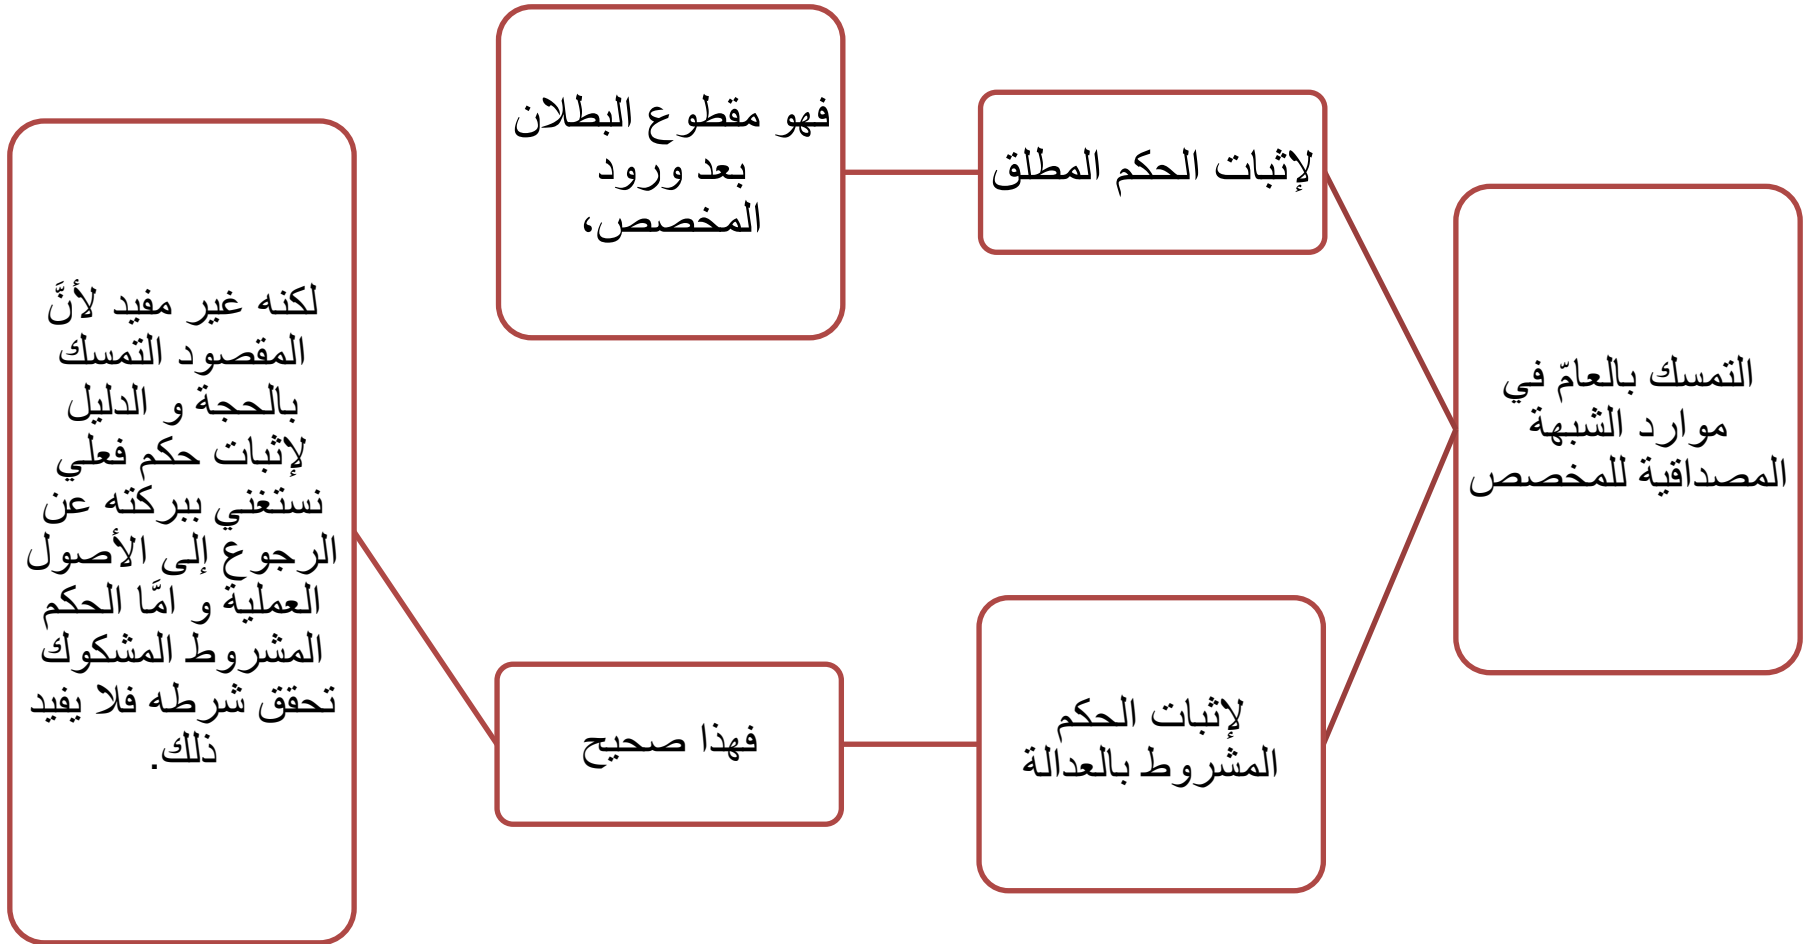 التمسك بالعامّ في
موارد الشبهة
المصداقية للمخصص
لإثبات الحكم المطلق
فهو مقطوع البطلان
بعد ورود
المخصص،
لإثبات الحكم
المشروط بالعدالة
فهذا صحيح
لكنه غير مفيد لأنَّ
المقصود التمسك
بالحجة و الدليل
لإثبات حكم فعلي
نستغني ببركته عن
الرجوع إلى الأصول
العملية و امَّا الحكم
المشروط المشكوك
تحقق شرطه فلا يفيد
ذلك.